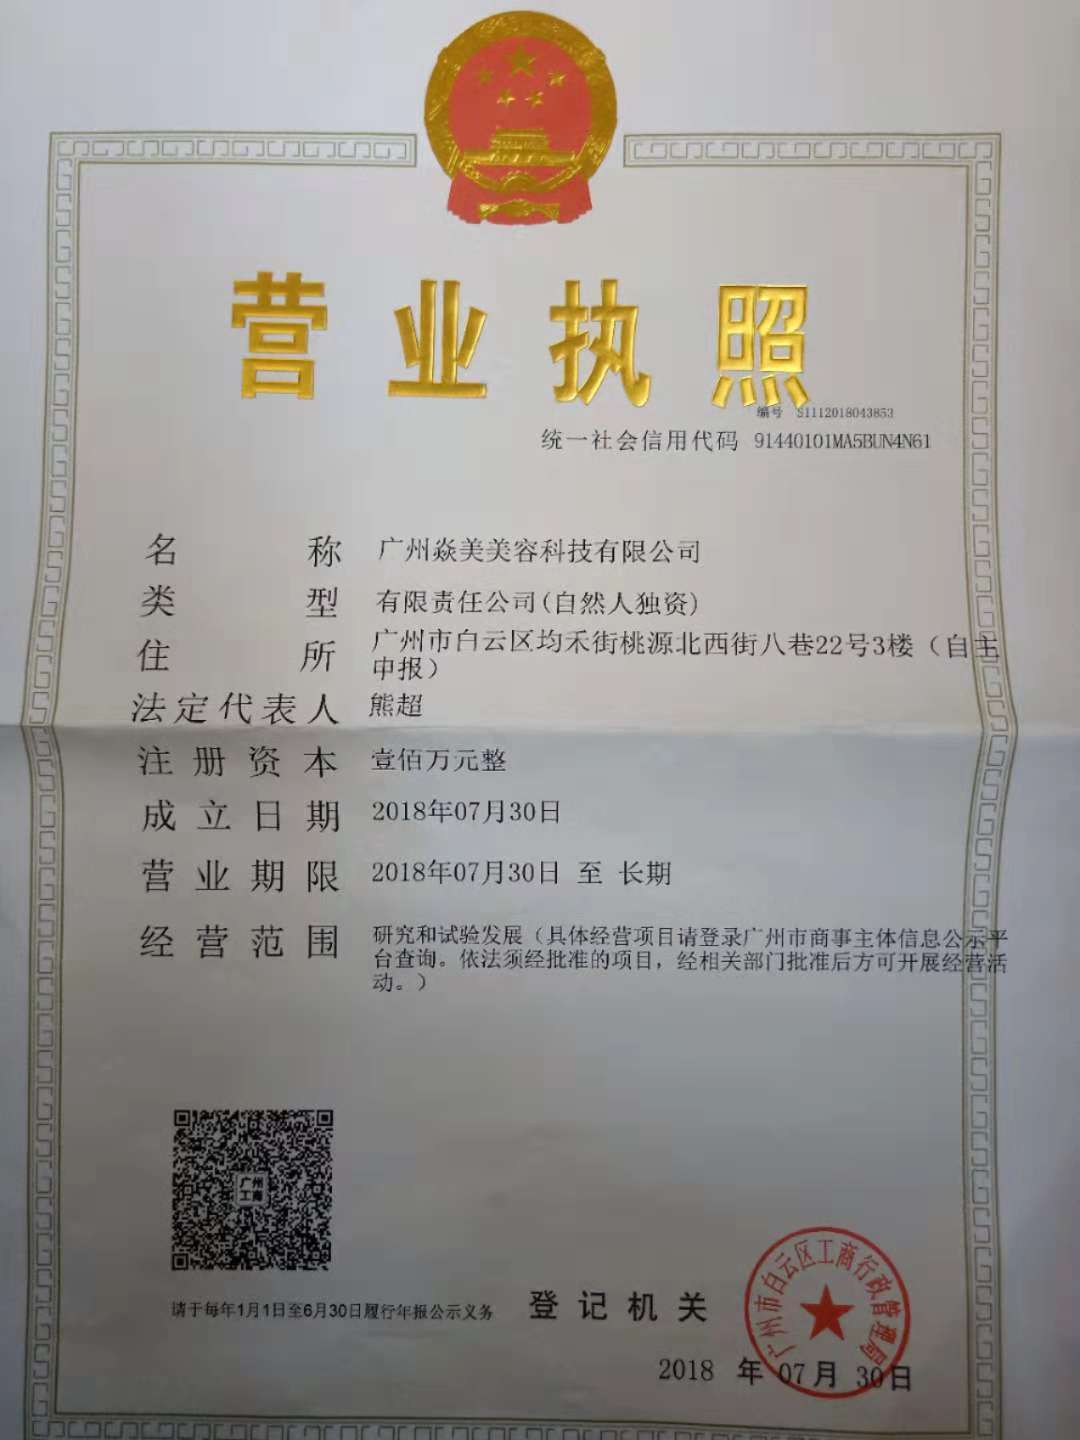 营业执照
编号 S1112018043853
统一社会信用代码 91440101MA5BUN4N61
名称 广州焱美美容科技有限公司
类型 有限责任公司(自然人独资)
住所 广州市白云区均禾街桃源北西街八巷22号3楼（自主
申报）
法定代表人 熊超
注册资本 壹佰万元整
成立日期 2018年07月30日
营业期限 2018年07月30日 至 长期
经营范围 研究和试验发展（具体经营项目请登录广州市商事主体信息公示平
台查询。依法须经批准的项目，经相关部门批准后方可开展经营活
动。）
广州
工商
请于每年1月1日至6月30日履行年报公示义务
登记机关
广州市白云区工商行政管理局
2018 年 07 月 30 日